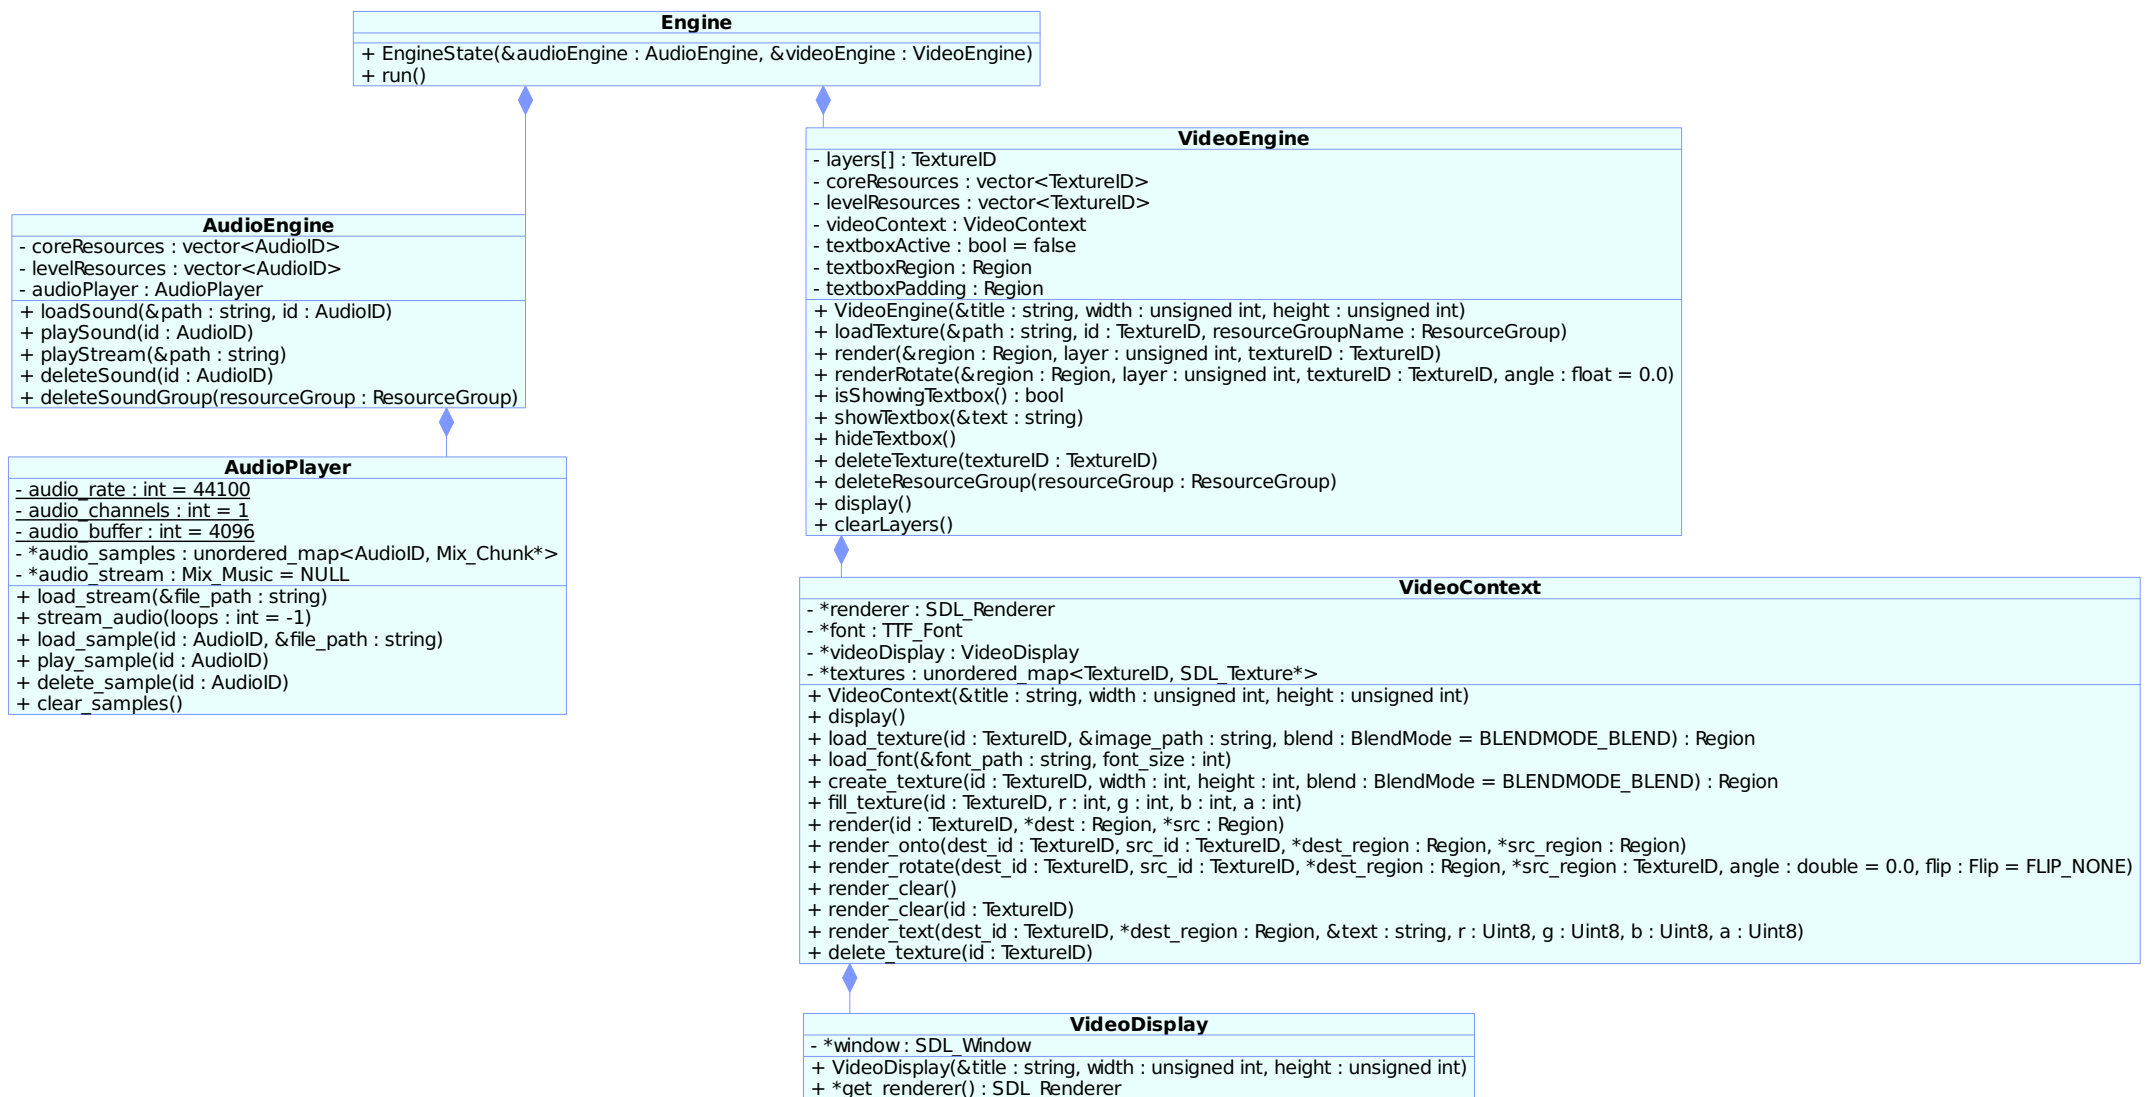 Engine
+ EngineState(&audioEngine : AudioEngine, &videoEngine : VideoEngine)
+ run()
AudioEngine
- coreResources : vector<AudioID>
- levelResources : vector<AudioID>
- audioPlayer : AudioPlayer
+ loadSound(&path : string, id : AudioID)
+ playSound(id : AudioID)
+ playStream(&path : string)
+ deleteSound(id : AudioID)
+ deleteSoundGroup(resourceGroup : ResourceGroup)
AudioPlayer
- audio_rate : int = 44100
- audio_channels : int = 1
- audio_buffer : int = 4096
- *audio_samples : unordered_map<AudioID, Mix_Chunk*>
- *audio_stream : Mix_Music = NULL
+ load_stream(&file_path : string)
+ stream_audio(loops : int = -1)
+ load_sample(id : AudioID, &file_path : string)
+ play_sample(id : AudioID)
+ delete_sample(id : AudioID)
+ clear_samples()
VideoEngine
- layers[] : TextureID
- coreResources : vector<TextureID>
- levelResources : vector<TextureID>
- videoContext : VideoContext
- textboxActive : bool = false
- textboxRegion : Region
- textboxPadding : Region
+ VideoEngine(&title : string, width : unsigned int, height : unsigned int)
+ loadTexture(&path : string, id : TextureID, resourceGroupName : ResourceGroup)
+ render(&region : Region, layer : unsigned int, textureID : TextureID)
+ renderRotate(&region : Region, layer : unsigned int, textureID : TextureID, angle : float = 0.0)
+ isShowingTextbox() : bool
+ showTextbox(&text : string)
+ hideTextbox()
+ deleteTexture(textureID : TextureID)
+ deleteResourceGroup(resourceGroup : ResourceGroup)
+ display()
+ clearLayers()
VideoContext
- *renderer : SDL_Renderer
- *font : TTF_Font
- *videoDisplay : VideoDisplay
- *textures : unordered_map<TextureID, SDL_Texture*>
+ VideoContext(&title : string, width : unsigned int, height : unsigned int)
+ display()
+ load_texture(id : TextureID, &image_path : string, blend : BlendMode = BLENDMODE_BLEND) : Region
+ load_font(&font_path : string, font_size : int)
+ create_texture(id : TextureID, width : int, height : int, blend : BlendMode = BLENDMODE_BLEND) : Region
+ fill_texture(id : TextureID, r : int, g : int, b : int, a : int)
+ render(id : TextureID, *dest : Region, *src : Region)
+ render_onto(dest_id : TextureID, src_id : TextureID, *dest_region : Region, *src_region : Region)
+ render_rotate(dest_id : TextureID, src_id : TextureID, *dest_region : Region, *src_region : TextureID, angle : double = 0.0, flip : Flip = FLIP_NONE)
+ render_clear()
+ render_clear(id : TextureID)
+ render_text(dest_id : TextureID, *dest_region : Region, &text : string, r : Uint8, g : Uint8, b : Uint8, a : Uint8)
+ delete_texture(id : TextureID)
VideoDisplay
- *window : SDL_Window
+ VideoDisplay(&title : string, width : unsigned int, height : unsigned int)
+ *get_renderer() : SDL_Renderer